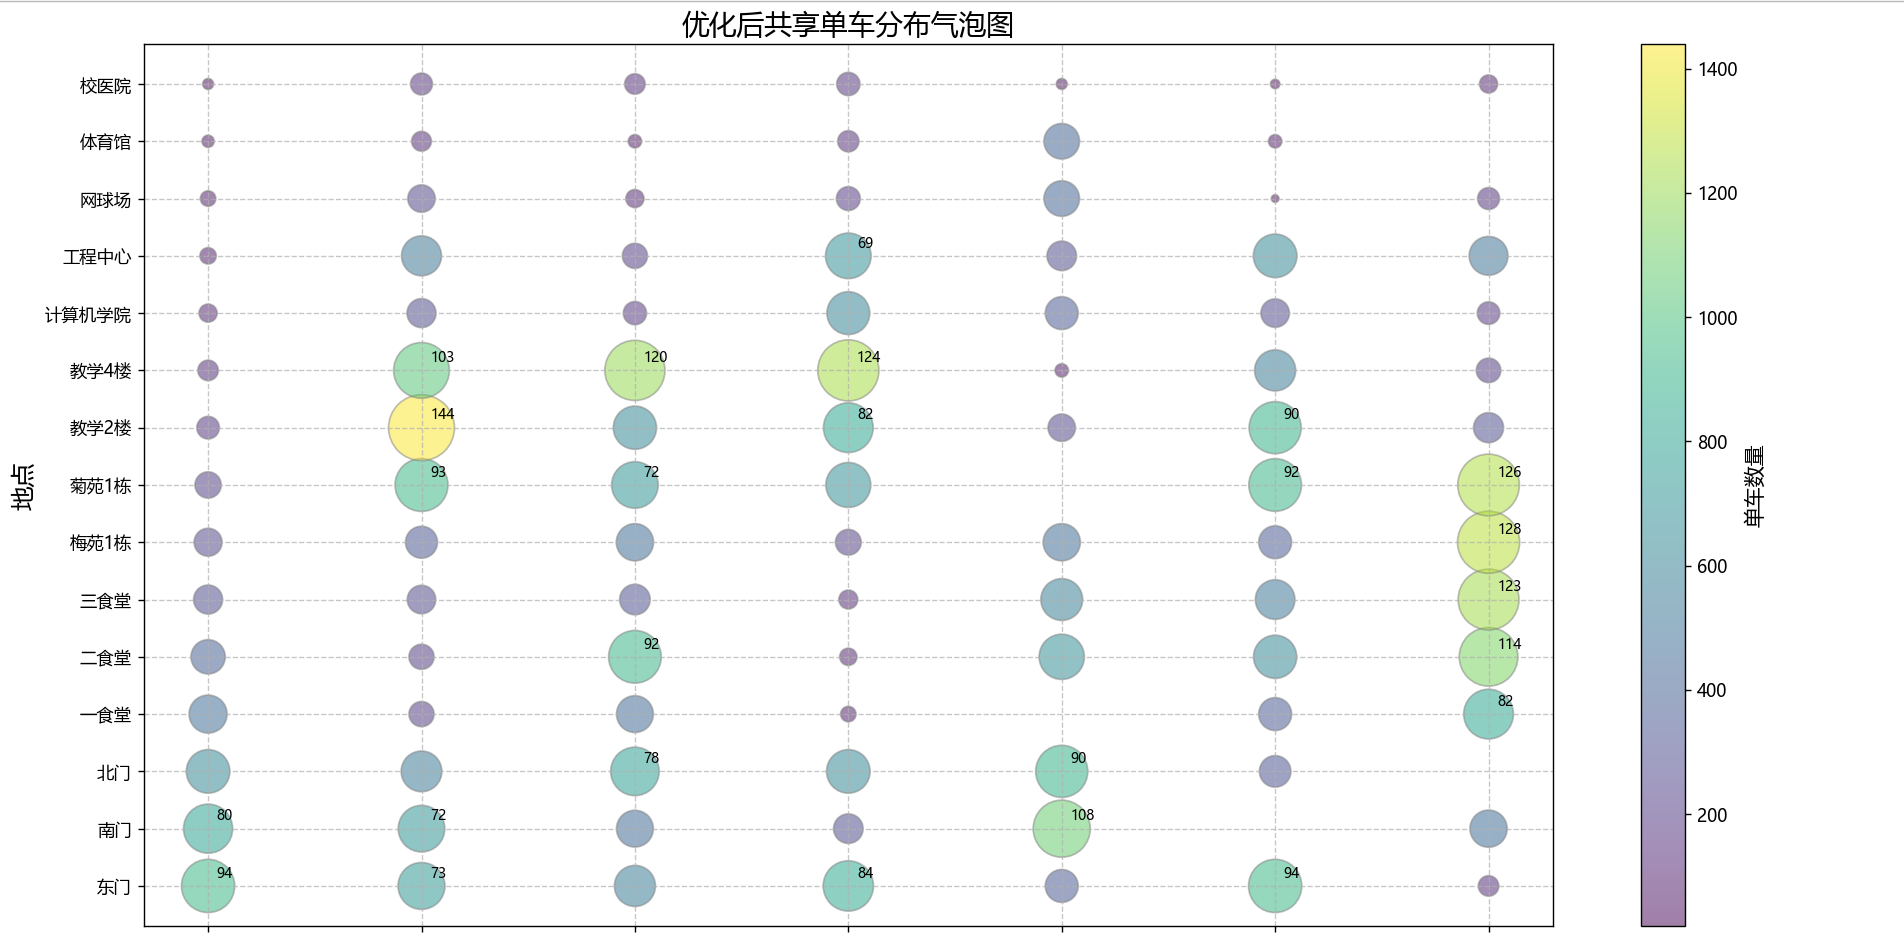 优化后共享单车分布气泡图
地点
校医院
体育馆
网球场
工程中心 69
计算机学院
教学4楼 103 120 124
教学2楼 144 82 90
菊苑1栋 93 72 92 126
梅苑1栋 128
三食堂 123
二食堂 92 114
一食堂 82
北门 78 90
南门 80 72 108
东门 94 73 84 94
1400
1200
1000
800
600
400
200
单车数量